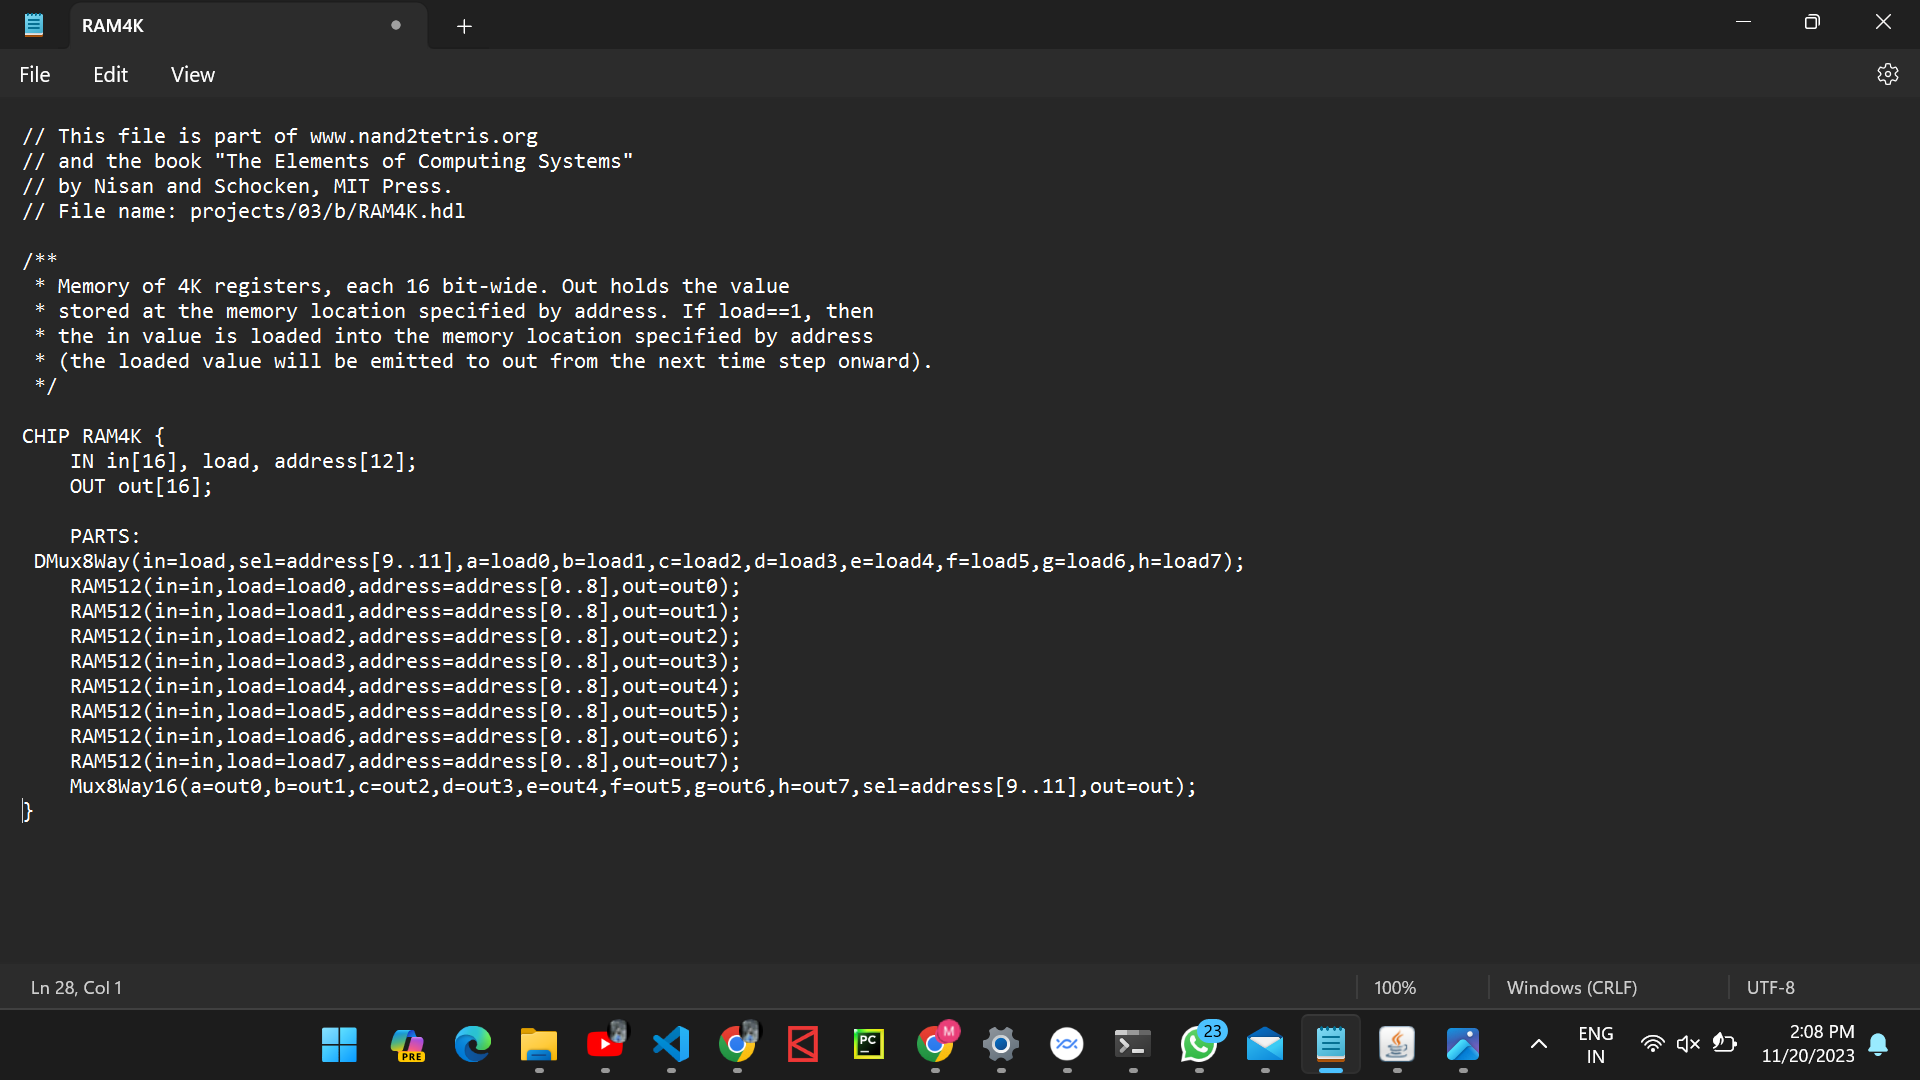 RAM4K
File Edit View
// This file is part of www.nand2tetris.org
// and the book "The Elements of Computing Systems"
// by Nisan and Schocken, MIT Press.
// File name: projects/03/b/RAM4K.hdl
/**
* Memory of 4K registers, each 16 bit-wide. Out holds the value
* stored at the memory location specified by address. If load==1, then
* the in value is loaded into the memory location specified by address
* (the loaded value will be emitted to out from the next time step onward).
*/
CHIP RAM4K {
IN in[16], load, address[12];
OUT out[16];
PARTS:
DMux8Way(in=load,sel=address[9..11],a=load0,b=load1,c=load2,d=load3,e=load4,f=load5,g=load6,h=load7);
RAM512(in=in,load=load0,address=address[0..8],out=out0);
RAM512(in=in,load=load1,address=address[0..8],out=out1);
RAM512(in=in,load=load2,address=address[0..8],out=out2);
RAM512(in=in,load=load3,address=address[0..8],out=out3);
RAM512(in=in,load=load4,address=address[0..8],out=out4);
RAM512(in=in,load=load5,address=address[0..8],out=out5);
RAM512(in=in,load=load6,address=address[0..8],out=out6);
RAM512(in=in,load=load7,address=address[0..8],out=out7);
Mux8Way16(a=out0,b=out1,c=out2,d=out3,e=out4,f=out5,g=out6,h=out7,sel=address[9..11],out=out);
}
Ln 28, Col 1 100% Windows (CRLF) UTF-8
PRE PC M 23 ENG 2:08 PM
IN 11/20/2023